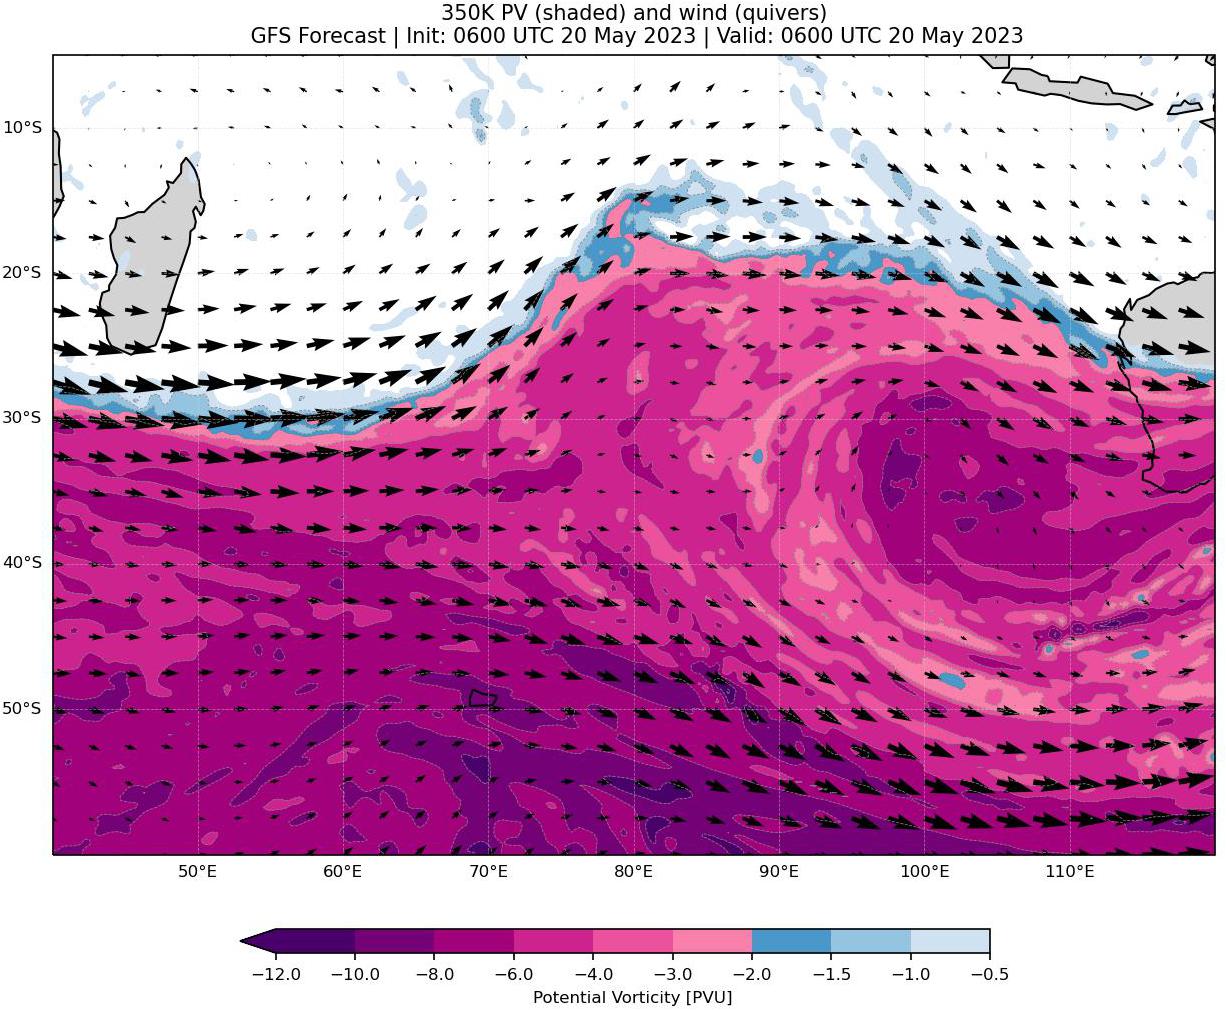 350K PV (shaded) and wind (quivers)
GFS Forecast | Init: 0600 UTC 20 May 2023 | Valid: 0600 UTC 20 May 2023
10°S
20°S
30°S
40°S
50°S
50°E 60°E 70°E 80°E 90°E 100°E 110°E
−12.0 −10.0 −8.0 −6.0 −4.0 −3.0 −2.0 −1.5 −1.0 −0.5
Potential Vorticity [PVU]